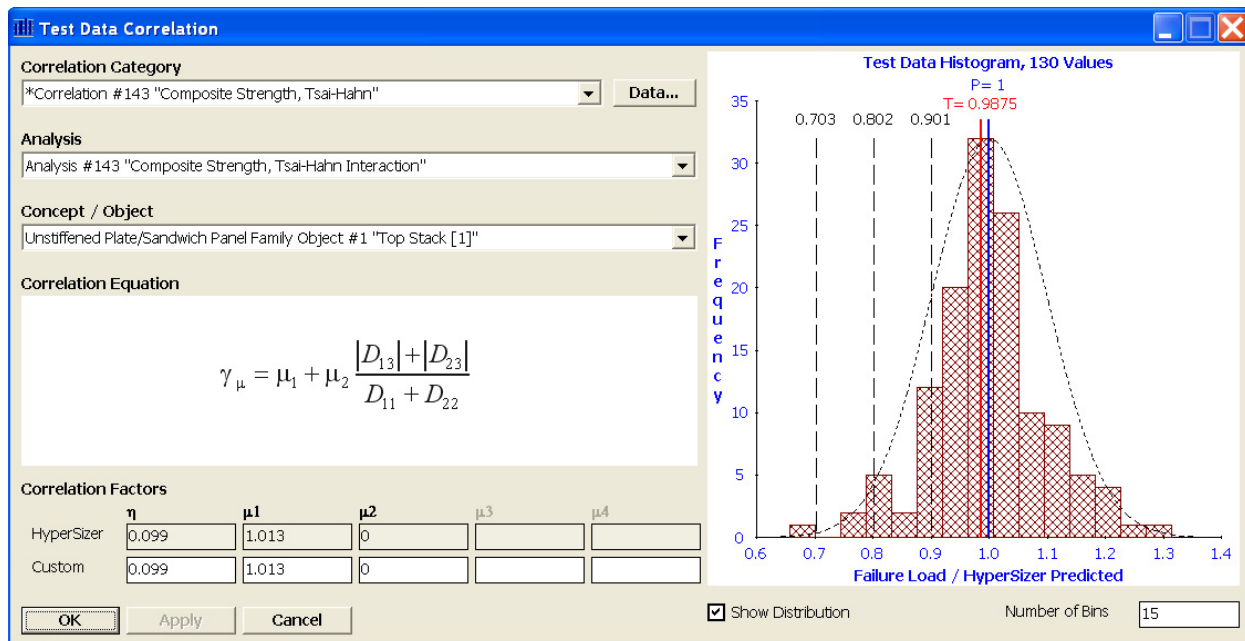 Test Data Correlation
Correlation Category
*Correlation #143 "Composite Strength, Tsai-Hahn"
Data...
Analysis
Analysis #143 "Composite Strength, Tsai-Hahn Interaction"
Concept / Object
Unstiffened Plate/Sandwich Panel Family Object #1 "Top Stack [1]"
Correlation Equation
γ μ = μ1 + μ2 |D13|+|D23| / D11 + D22
Correlation Factors
η μ1 μ2 μ3 μ4
HyperSizer 0.099 1.013 0
Custom 0.099 1.013 0
OK Apply Cancel
Test Data Histogram, 130 Values
P= 1
T= 0.9875
0.703 0.802 0.901
35
30
25
20
15
10
5
0
Frequency
0.6 0.7 0.8 0.9 1.0 1.1 1.2 1.3 1.4
Failure Load / HyperSizer Predicted
Show Distribution
Number of Bins 15